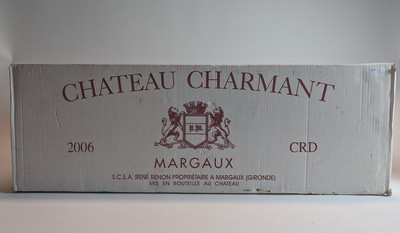 CHATEAU CHARMANT
2006 CRD
MARGAUX
S.C.E.A. RENÉ RENON PROPRIÉTAIRE A MARGAUX (GIRONDE)
MIS EN BOUTEILLE AU CHATEAU